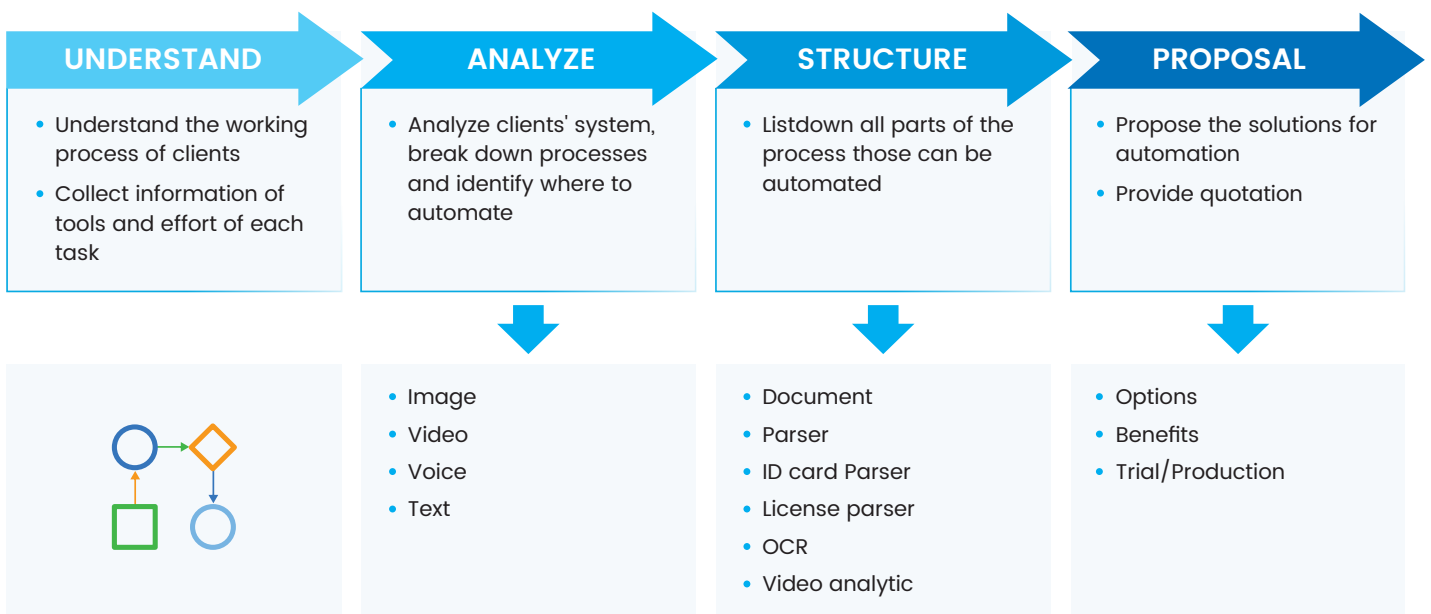 UNDERSTAND
• Understand the working
process of clients
• Collect information of
tools and effort of each
task
ANALYZE
• Analyze clients' system,
break down processes
and identify where to
automate
STRUCTURE
• Listdown all parts of the
process those can be
automated
PROPOSAL
• Propose the solutions for
automation
• Provide quotation
• Image
• Video
• Voice
• Text
• Document
• Parser
• ID card Parser
• License parser
• OCR
• Video analytic
• Options
• Benefits
• Trial/Production